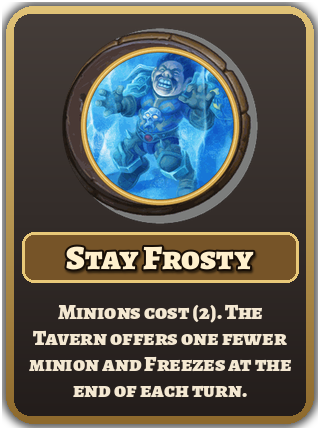 Stay Frosty
Minions cost (2). The
Tavern offers one fewer
minion and Freezes at the
end of each turn.